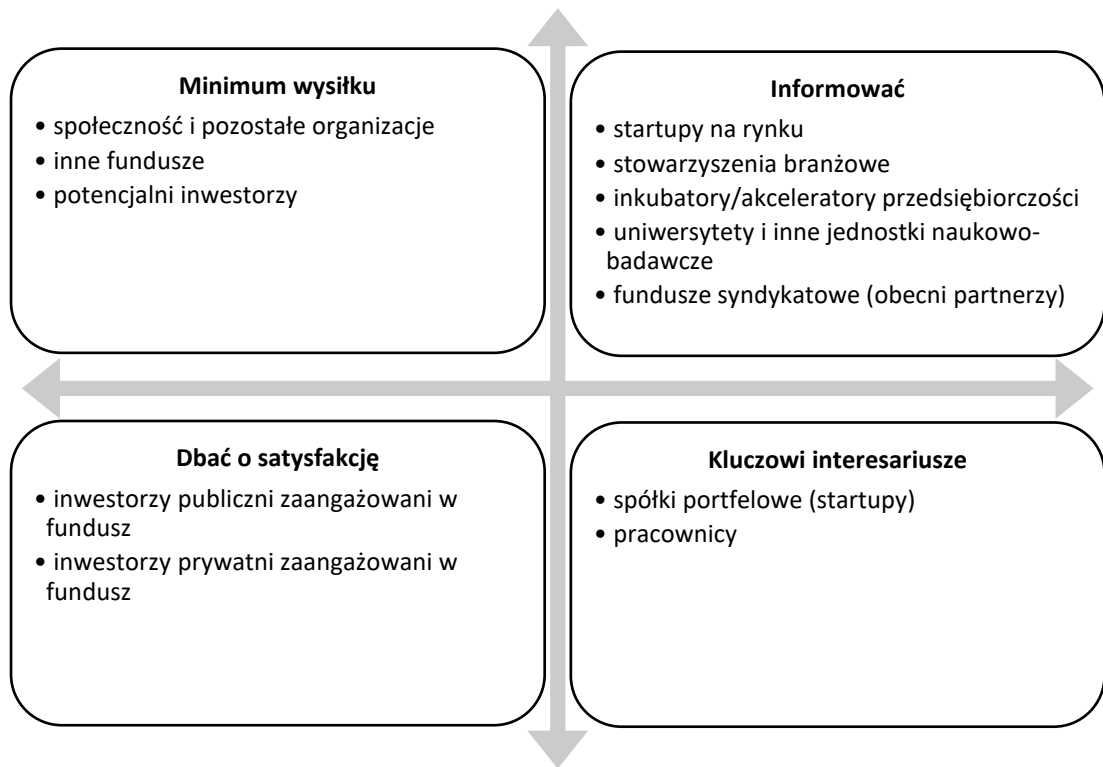 Minimum wysiłku
• społeczność i pozostałe organizacje
• inne fundusze
• potencjalni inwestorzy
Informować
• startupy na rynku
• stowarzyszenia branżowe
• inkubatory/akceleratory przedsiębiorczości
• uniwersytety i inne jednostki naukowo-
badawcze
• fundusze syndykatowe (obecni partnerzy)
Dbać o satysfakcję
• inwestorzy publiczni zaangażowani w
fundusz
• inwestorzy prywatni zaangażowani w
fundusz
Kluczowi interesariusze
• spółki portfelowe (startupy)
• pracownicy